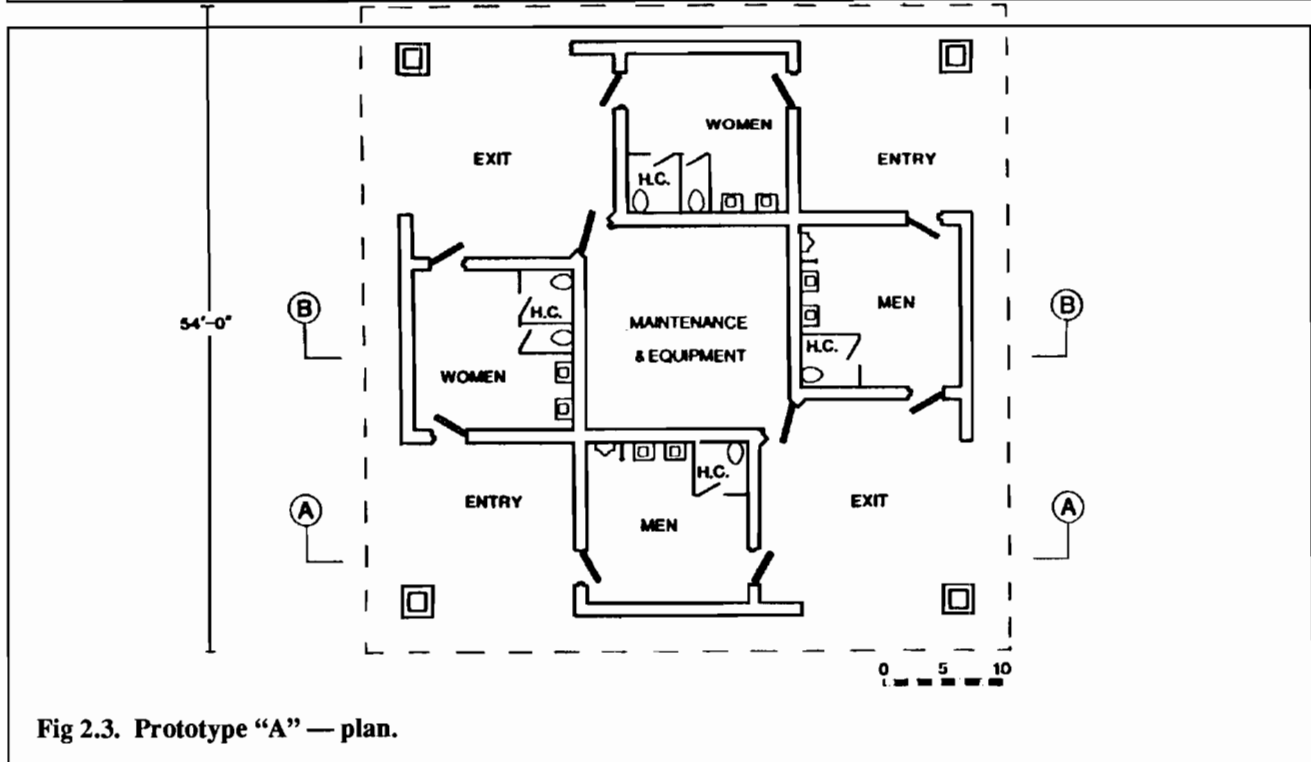 WOMEN
EXIT
ENTRY
H.C.
54'-0"
B
H.C.
MAINTENANCE
& EQUIPMENT
WOMEN
MEN
H.C.
B
A
ENTRY
H.C.
MEN
EXIT
A
0 5 10
Fig 2.3. Prototype “A” — plan.